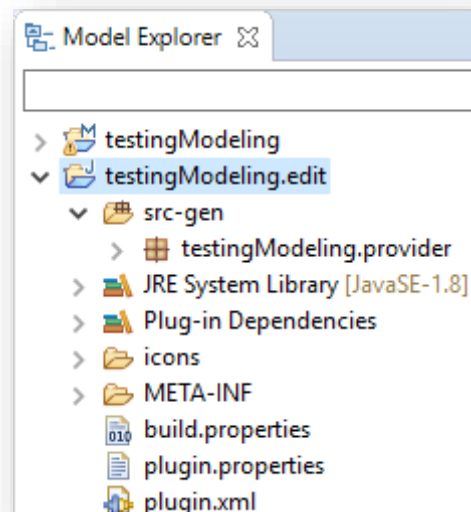 Model Explorer
testingModeling
testingModeling.edit
src-gen
testingModeling.provider
JRE System Library [JavaSE-1.8]
Plug-in Dependencies
icons
META-INF
build.properties
plugin.properties
plugin.xml